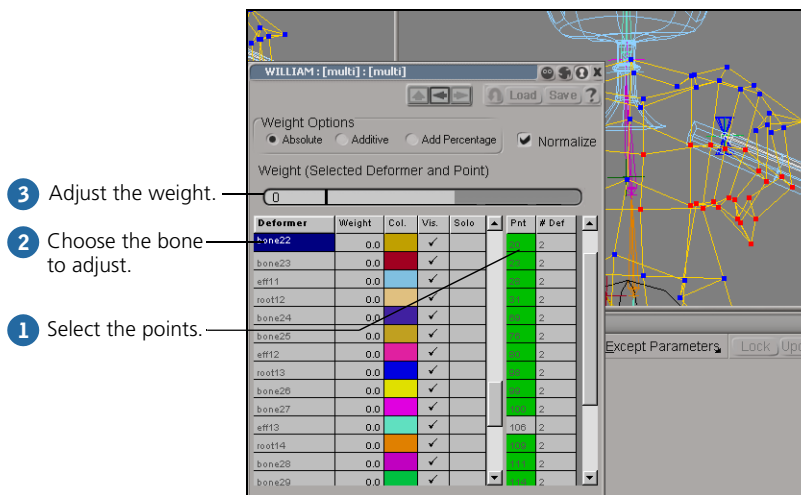 WILLIAM : [multi] : [multi]
Load Save ?
Weight Options
Absolute Additive Add Percentage Normalize
Weight (Selected Deformer and Point)
3 Adjust the weight.
0
Deformer Weight Col. Vis. Solo Pnt # Def
2 Choose the bone
to adjust.
bone22 0.0 20 2
bone23 0.0 23 2
eff11 0.0 2
root12 0.0 31 2
bone24 0.0 2
1 Select the points.
bone25 0.0 2
eff12 0.0 2
root13 0.0 98 2
bone26 0.0 99 2
bone27 0.0 100 2
eff13 0.0 106 2
root14 0.0 109 2
bone28 0.0 111 2
bone29 0.0 114 2
Except Parameters Lock